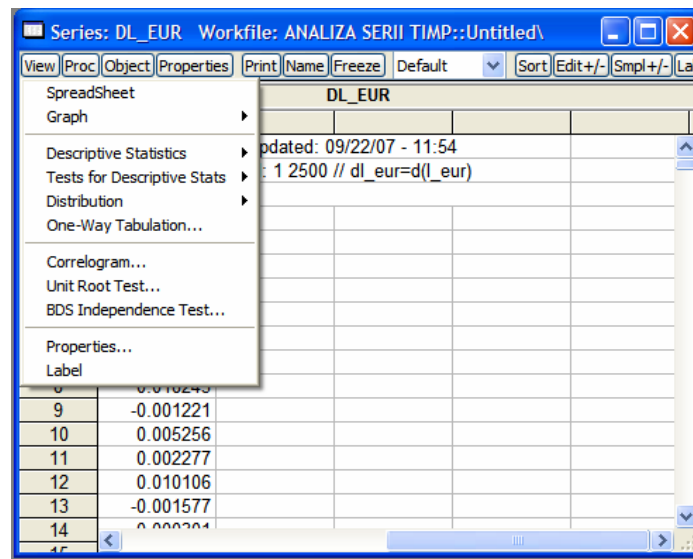 Series: DL_EUR Workfile: ANALIZA SERII TIMP::Untitled\
View Proc Object Properties Print Name Freeze Default Sort Edit+/- Smpl+/- La
DL_EUR
SpreadSheet
Graph
pdated: 09/22/07 - 11:54
Descriptive Statistics
: 1 2500 // dl_eur=d(l_eur)
Tests for Descriptive Stats
Distribution
One-Way Tabulation...
Correlogram...
Unit Root Test...
BDS Independence Test...
Properties...
Label
9 -0.001221
10 0.005256
11 0.002277
12 0.010106
13 -0.001577
14